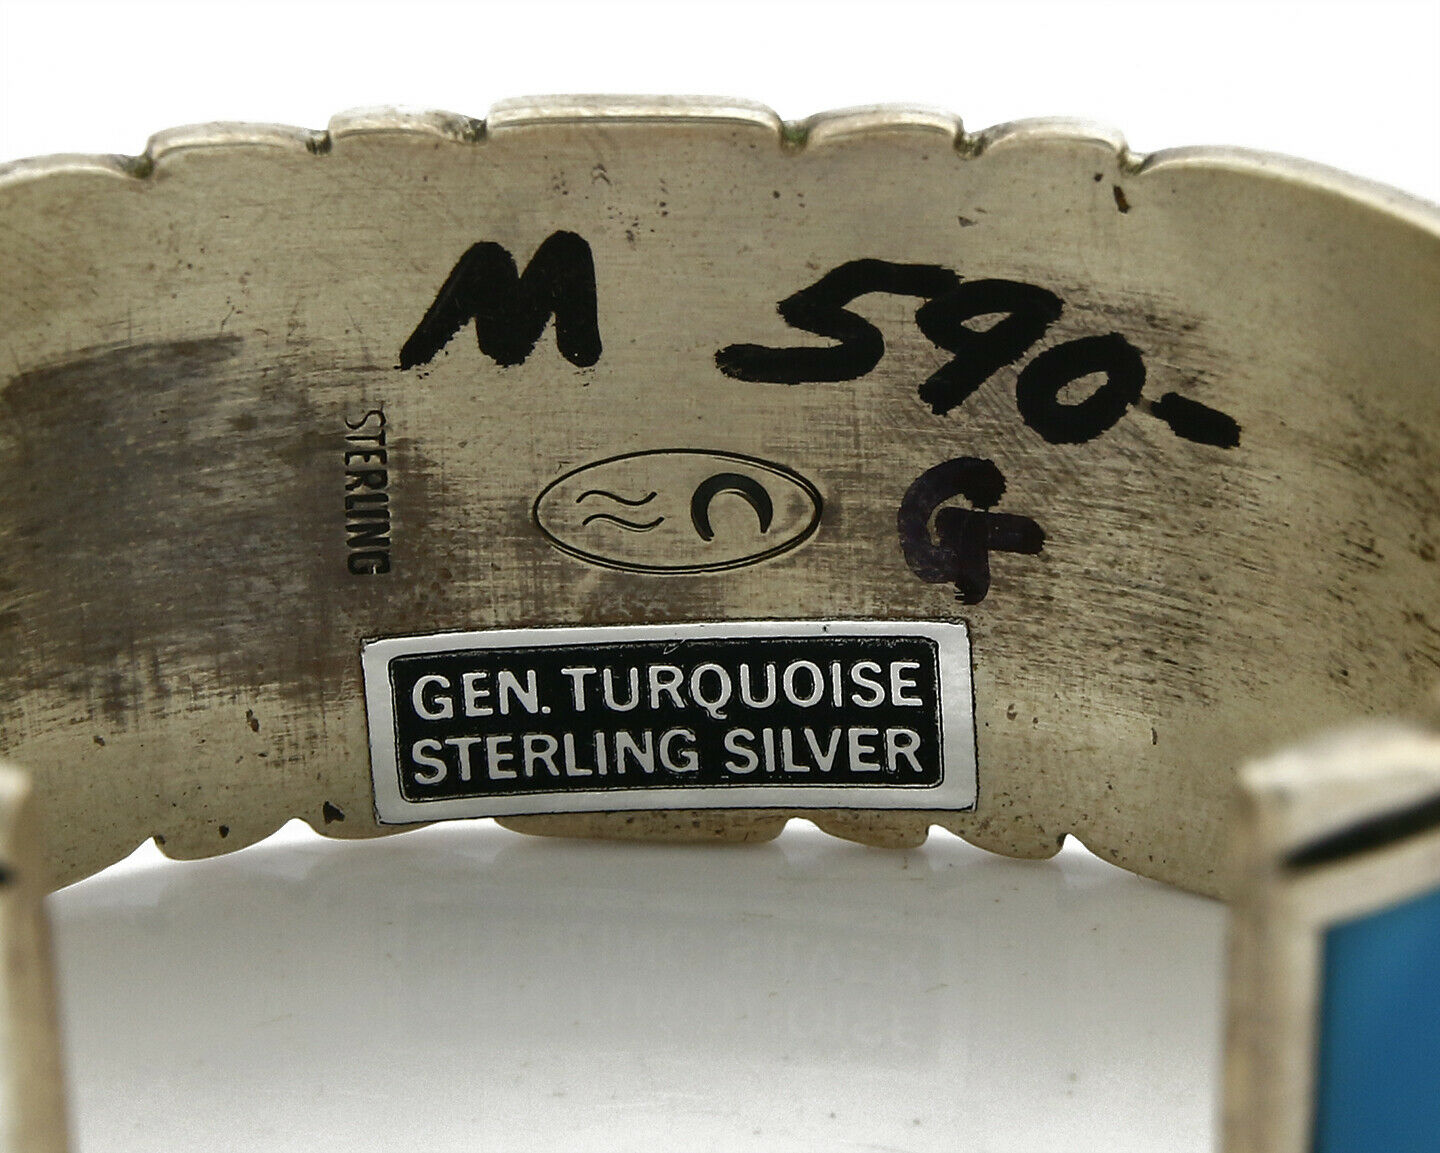 M 590-
G
STERLING
GEN. TURQUOISE
STERLING SILVER